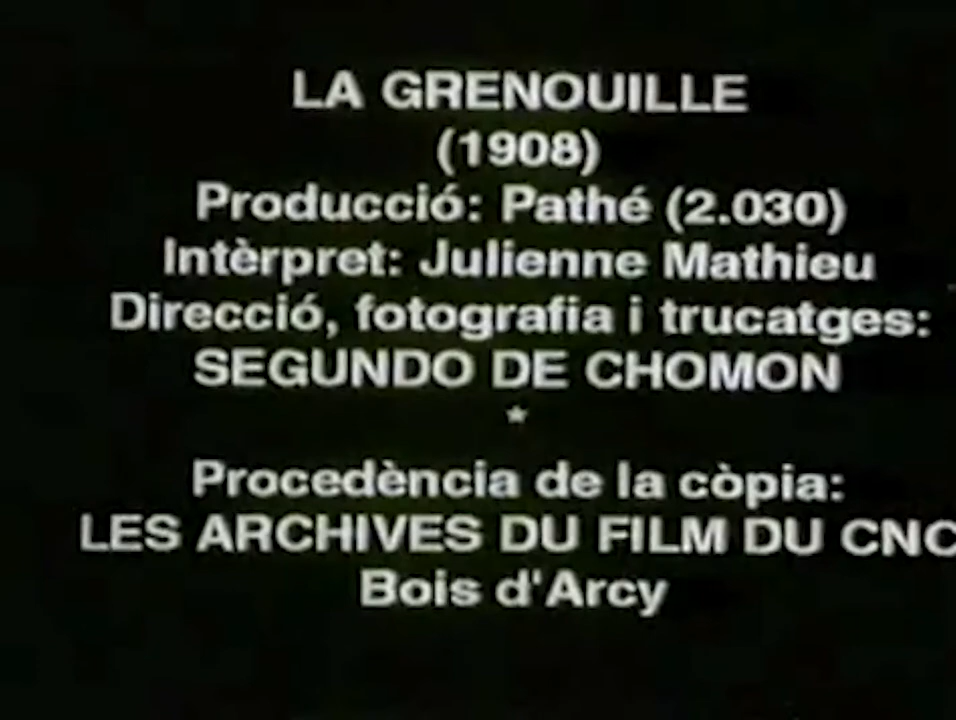 LA GRENOUILLE
(1908)
Producció: Pathé (2.030)
Intèrpret: Julienne Mathieu
Direcció, fotografia i trucatges:
SEGUNDO DE CHOMON
*
Procedència de la còpia:
LES ARCHIVES DU FILM DU CNC
Bois d'Arcy